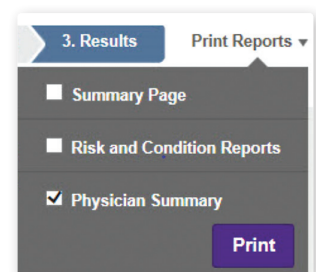 3. Results Print Reports ▾
Summary Page
Risk and Condition Reports
Physician Summary
Print